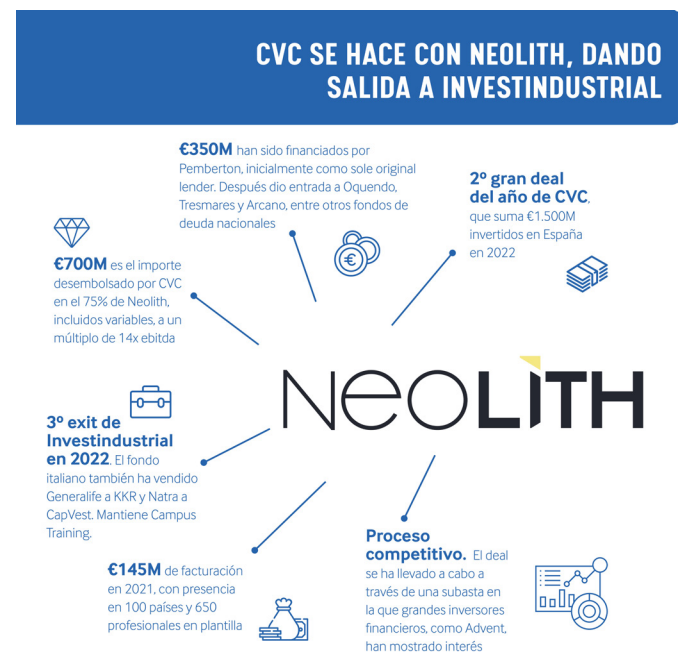 CVC SE HACE CON NEOLITH, DANDO
SALIDA A INVESTINDUSTRIAL
€350M han sido financiados por
Pemberton, inicialmente como sole original
lender. Después dio entrada a Oquendo,
Tresmares y Arcano, entre otros fondos de
deuda nacionales
2º gran deal
del año de CVC,
que suma €1.500M
invertidos en España
en 2022
€700M es el importe
desembolsado por CVC
en el 75% de Neolith,
incluidos variables, a un
múltiplo de 14x ebitda
€
NeoLITH
3º exit de
Investindustrial
en 2022. El fondo
italiano también ha vendido
Generalife a KKR y Natra a
CapVest. Mantiene Campus
Training.
€145M de facturación
en 2021, con presencia
en 100 países y 650
profesionales en plantilla
Proceso
competitivo. El deal
se ha llevado a cabo a
través de una subasta en
la que grandes inversores
financieros, como Advent,
han mostrado interés